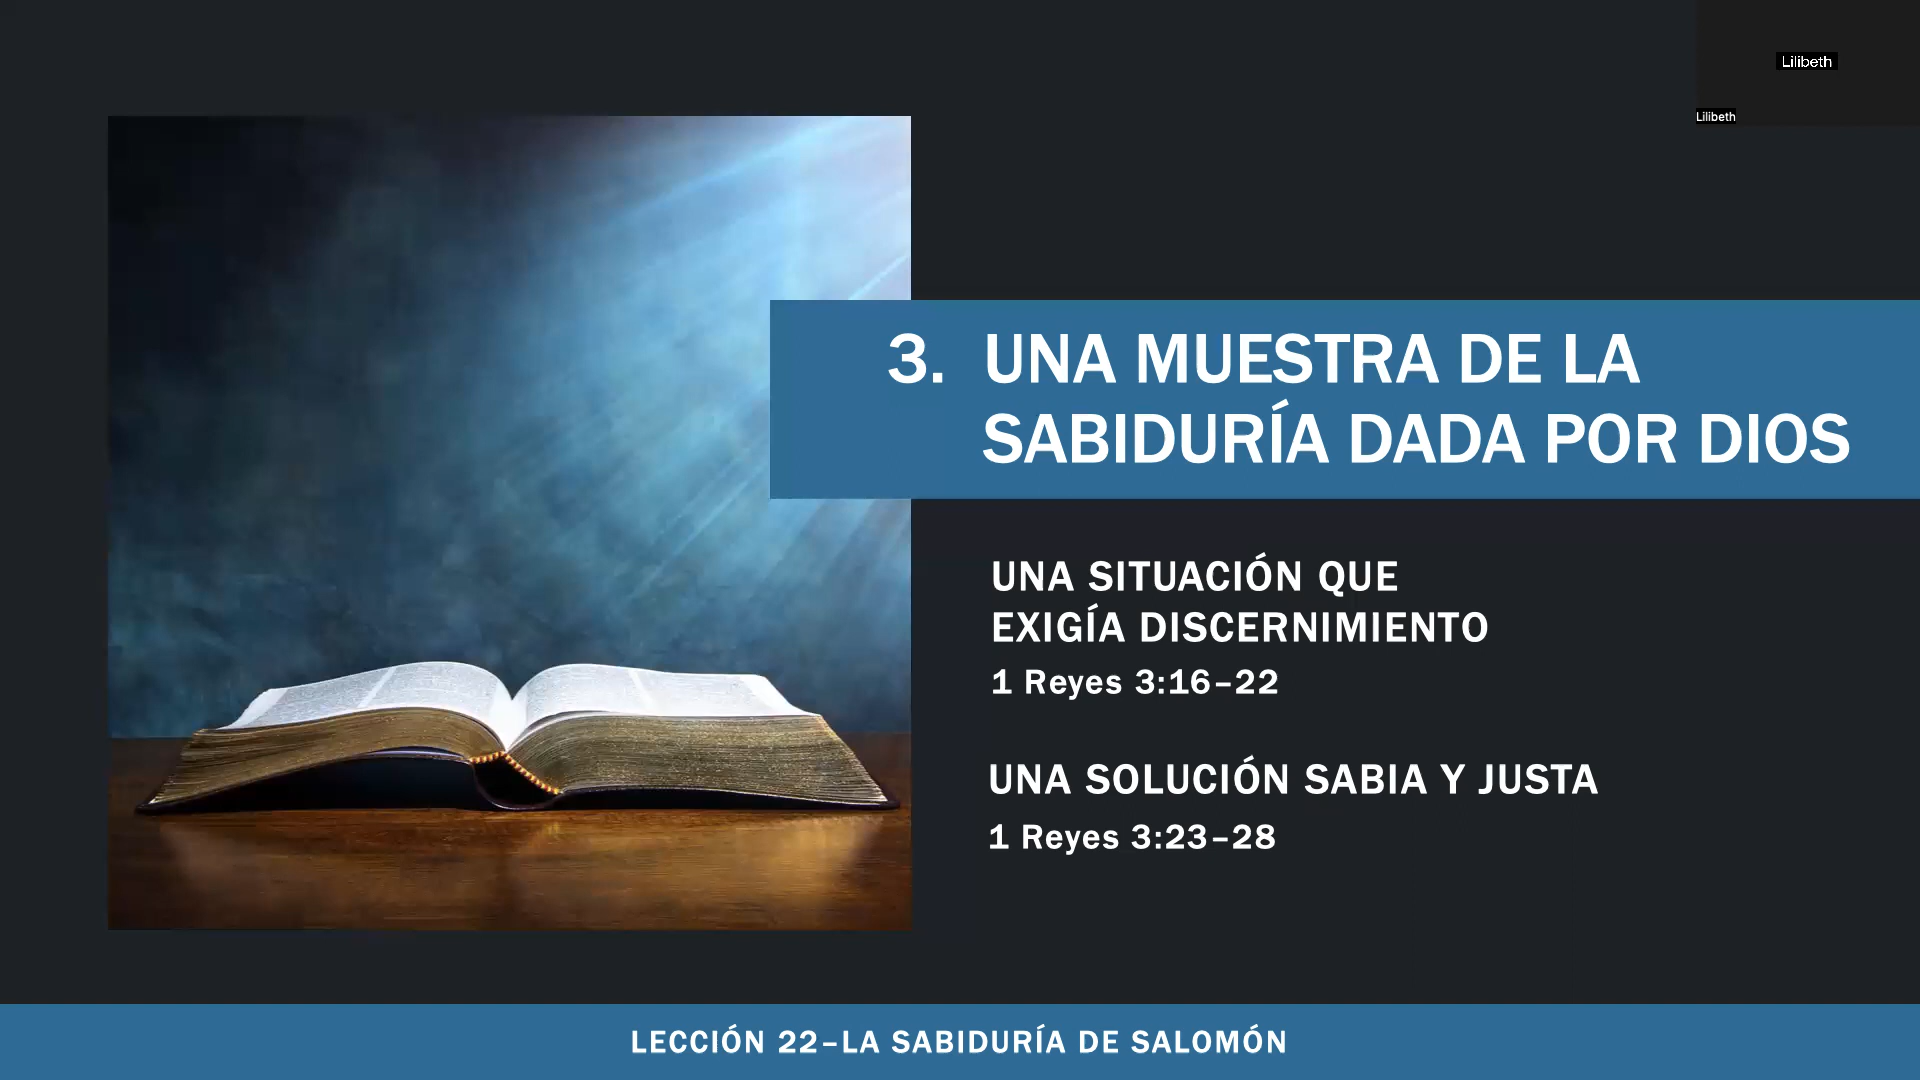 Lilibeth
Lilibeth
3. UNA MUESTRA DE LA
SABIDURÍA DADA POR DIOS
UNA SITUACIÓN QUE
EXIGÍA DISCERNIMIENTO
1 Reyes 3:16–22
UNA SOLUCIÓN SABIA Y JUSTA
1 Reyes 3:23–28
LECCIÓN 22–LA SABIDURÍA DE SALOMÓN